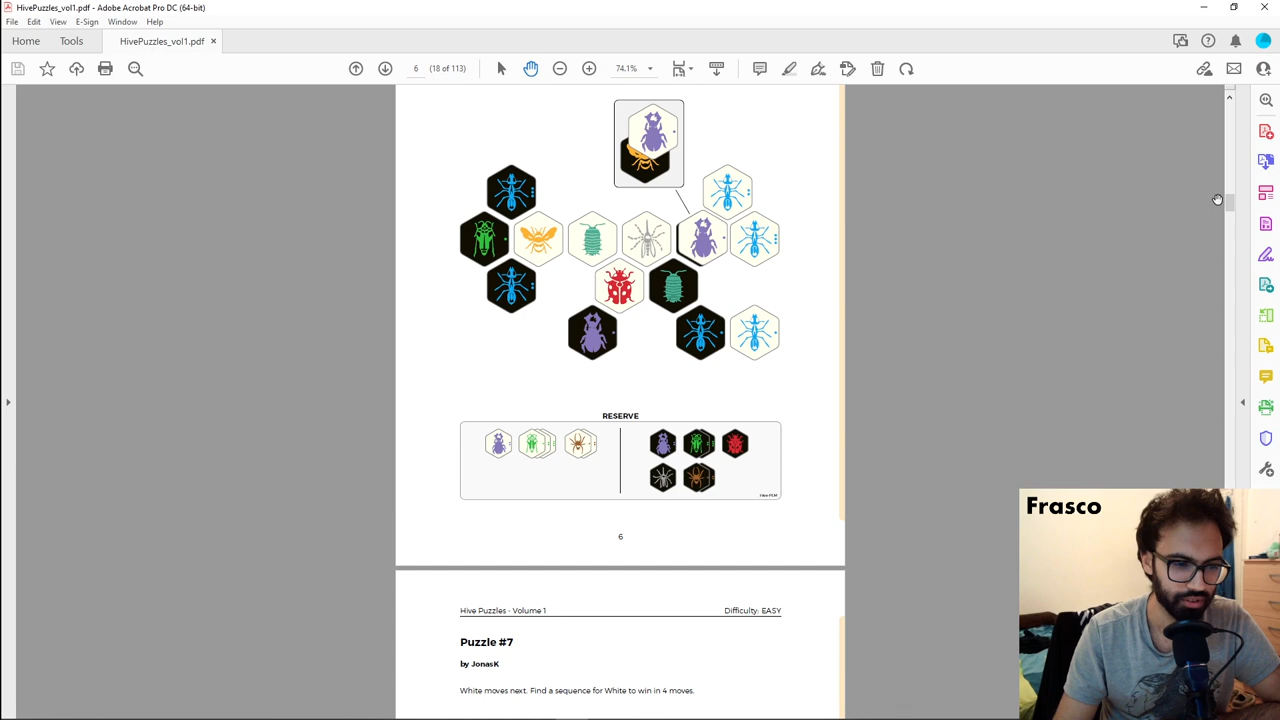 HivePuzzles_vol1.pdf - Adobe Acrobat Pro DC (64-bit)
File Edit View E-Sign Window Help
Home Tools HivePuzzles_vol1.pdf
6 (18 of 113) 74.1%
RESERVE
6
Hive Puzzles - Volume 1 Difficulty: EASY
Puzzle #7
by JonasK
White moves next. Find a sequence for White to win in 4 moves.
Frasco